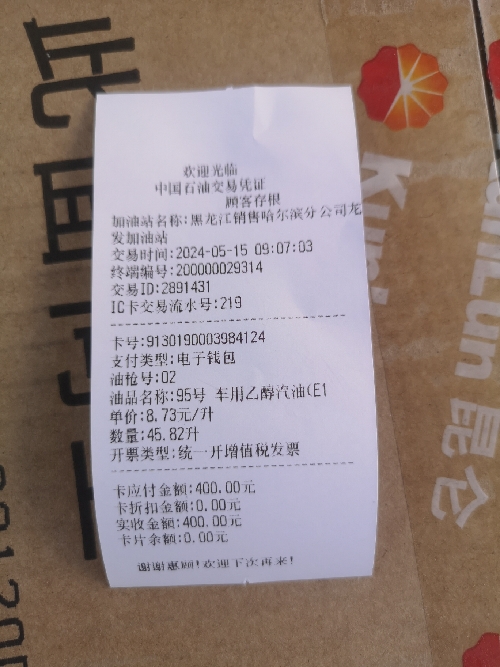 欢迎光临
中国石油交易凭证
顾客存根
加油站名称:黑龙江销售哈尔滨分公司龙
发加油站
交易时间:2024-05-15 09:07:03
终端编号:200000029314
交易ID:2891431
IC卡交易流水号:219
卡号:9130190003984124
支付类型:电子钱包
油枪号:02
油品名称:95号 车用乙醇汽油(E1
单价:8.73元/升
数量:45.82升
开票类型:统一开增值税发票
卡应付金额:400.00元
卡折扣金额:0.00元
实收金额:400.00元
卡片余额:0.00元
谢谢惠顾!欢迎下次再来!
此面向上
KunLun 昆仑